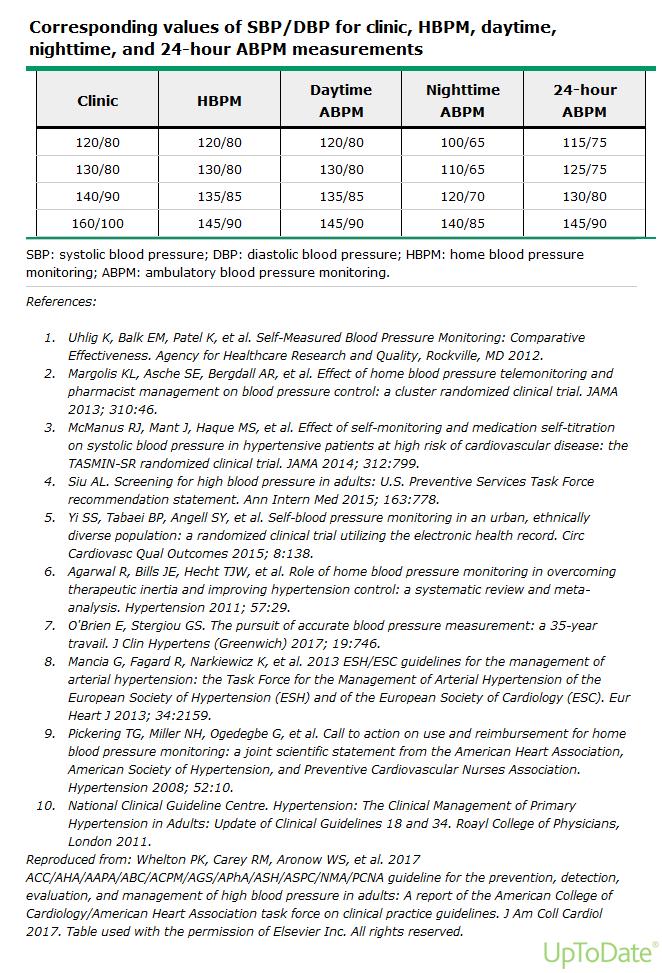 Corresponding values of SBP/DBP for clinic, HBPM, daytime,
nighttime, and 24-hour ABPM measurements
Clinic HBPM Daytime ABPM Nighttime ABPM 24-hour ABPM
120/80 120/80 120/80 100/65 115/75
130/80 130/80 130/80 110/65 125/75
140/90 135/85 135/85 120/70 130/80
160/100 145/90 145/90 140/85 145/90
SBP: systolic blood pressure; DBP: diastolic blood pressure; HBPM: home blood pressure
monitoring; ABPM: ambulatory blood pressure monitoring.
References:
1. Uhlig K, Balk EM, Patel K, et al. Self-Measured Blood Pressure Monitoring: Comparative
Effectiveness. Agency for Healthcare Research and Quality, Rockville, MD 2012.
2. Margolis KL, Asche SE, Bergdall AR, et al. Effect of home blood pressure telemonitoring and
pharmacist management on blood pressure control: a cluster randomized clinical trial. JAMA
2013; 310:46.
3. McManus RJ, Mant J, Haque MS, et al. Effect of self-monitoring and medication self-titration
on systolic blood pressure in hypertensive patients at high risk of cardiovascular disease: the
TASMIN-SR randomized clinical trial. JAMA 2014; 312:799.
4. Siu AL. Screening for high blood pressure in adults: U.S. Preventive Services Task Force
recommendation statement. Ann Intern Med 2015; 163:778.
5. Yi SS, Tabaei BP, Angell SY, et al. Self-blood pressure monitoring in an urban, ethnically
diverse population: a randomized clinical trial utilizing the electronic health record. Circ
Cardiovasc Qual Outcomes 2015; 8:138.
6. Agarwal R, Bills JE, Hecht TJW, et al. Role of home blood pressure monitoring in overcoming
therapeutic inertia and improving hypertension control: a systematic review and meta-
analysis. Hypertension 2011; 57:29.
7. O'Brien E, Stergiou GS. The pursuit of accurate blood pressure measurement: a 35-year
travail. J Clin Hypertens (Greenwich) 2017; 19:746.
8. Mancia G, Fagard R, Narkiewicz K, et al. 2013 ESH/ESC guidelines for the management of
arterial hypertension: the Task Force for the Management of Arterial Hypertension of the
European Society of Hypertension (ESH) and of the European Society of Cardiology (ESC). Eur
Heart J 2013; 34:2159.
9. Pickering TG, Miller NH, Ogedegbe G, et al. Call to action on use and reimbursement for home
blood pressure monitoring: a joint scientific statement from the American Heart Association,
American Society of Hypertension, and Preventive Cardiovascular Nurses Association.
Hypertension 2008; 52:10.
10. National Clinical Guideline Centre. Hypertension: The Clinical Management of Primary
Hypertension in Adults: Update of Clinical Guidelines 18 and 34. Roayl College of Physicians,
London 2011.
Reproduced from: Whelton PK, Carey RM, Aronow WS, et al. 2017
ACC/AHA/AAPA/ABC/ACPM/AGS/APhA/ASH/ASPC/NMA/PCNA guideline for the prevention, detection,
evaluation, and management of high blood pressure in adults: A report of the American College of
Cardiology/American Heart Association task force on clinical practice guidelines. J Am Coll Cardiol
2017. Table used with the permission of Elsevier Inc. All rights reserved.
UpToDate®